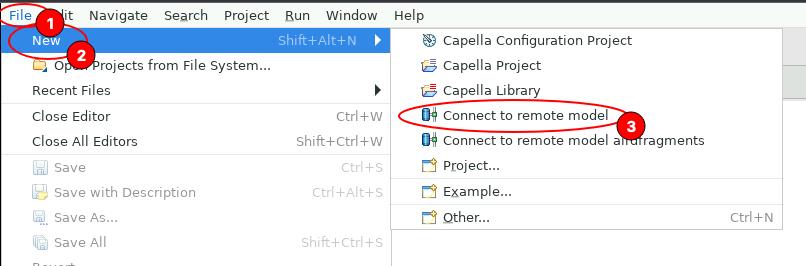 File Edit Navigate Search Project Run Window Help
1
New Shift+Alt+N
2
Open Projects from File System...
Recent Files
Close Editor Ctrl+W
Close All Editors Shift+Ctrl+W
Save Ctrl+S
Save with Description Ctrl+Alt+S
Save As...
Save All Shift+Ctrl+S
Revert
Capella Configuration Project
Capella Project
Capella Library
Connect to remote model
3
Connect to remote model airdfragments
Project...
Example...
Other... Ctrl+N